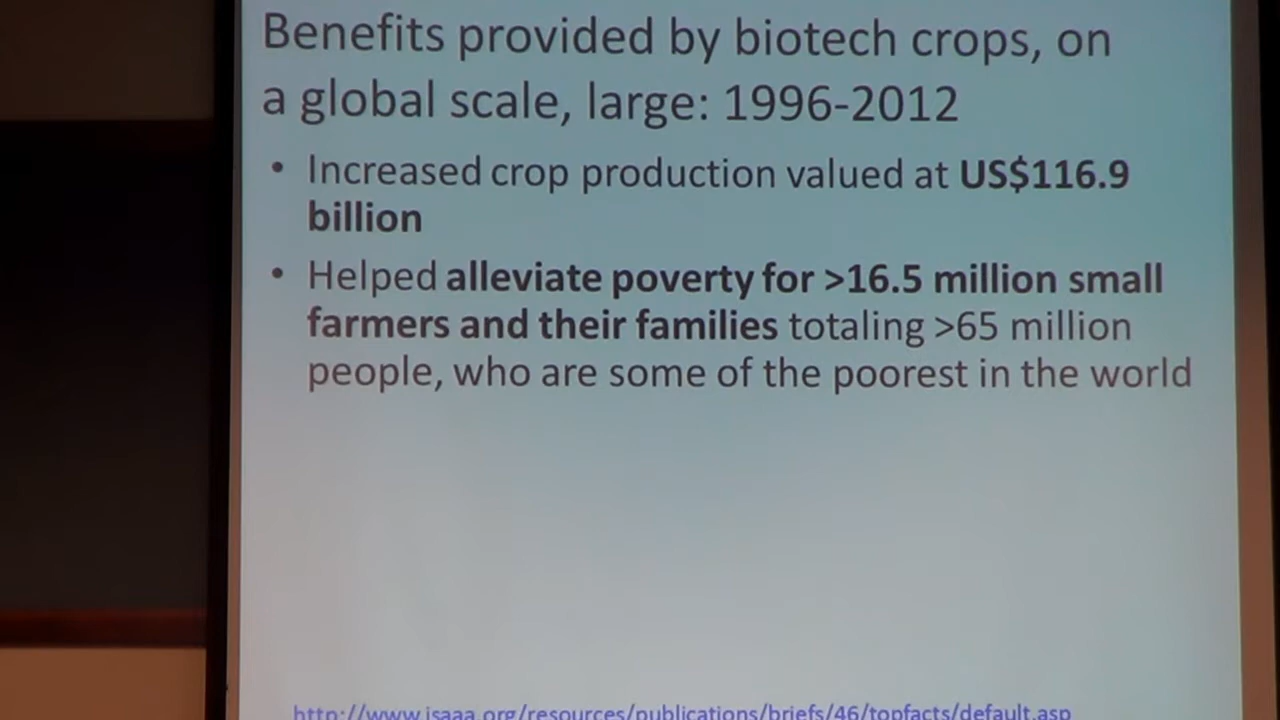 Benefits provided by biotech crops, on
a global scale, large: 1996-2012
• Increased crop production valued at US$116.9
billion
• Helped alleviate poverty for >16.5 million small
farmers and their families totaling >65 million
people, who are some of the poorest in the world
http://www.isaaa.org/resources/publications/briefs/46/topfacts/default.asp